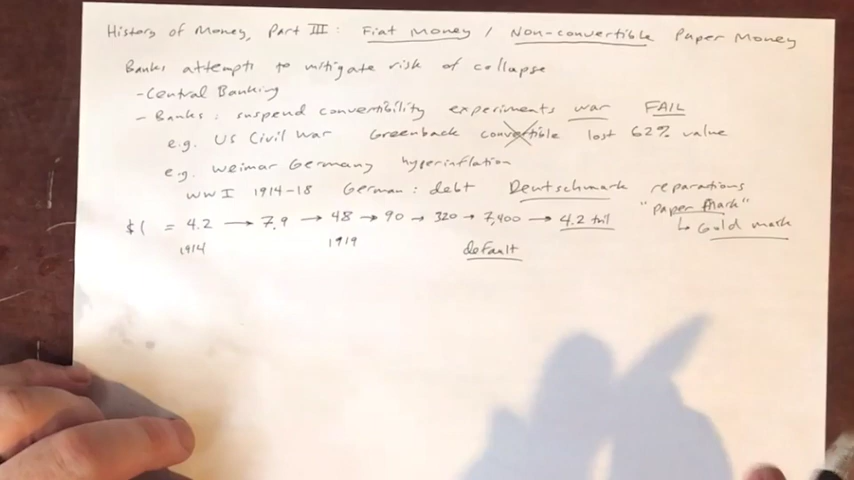 History of Money, Part III: Fiat Money / Non-convertible Paper Money
Banks attempts to mitigate risk of collapse
- Central Banking
- Banks: suspend convertibility experiments war FAIL
e.g. US Civil War Greenback convertible lost 62% value
e.g. Weimar Germany hyperinflation
WWI 1914-18 German: debt Deutschmark reparations
"Paper Mark"
↳ Gold mark
$1 = 4.2 → 7.9 → 48 → 90 → 320 → 7,400 → 4.2 tril
1914 1919 default